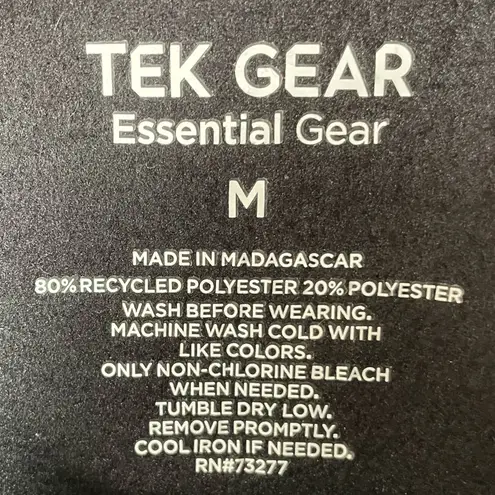 TEK GEAR
Essential Gear
M
MADE IN MADAGASCAR
80% RECYCLED POLYESTER 20% POLYESTER
WASH BEFORE WEARING.
MACHINE WASH COLD WITH
LIKE COLORS.
ONLY NON-CHLORINE BLEACH
WHEN NEEDED.
TUMBLE DRY LOW.
REMOVE PROMPTLY.
COOL IRON IF NEEDED.
RN#73277